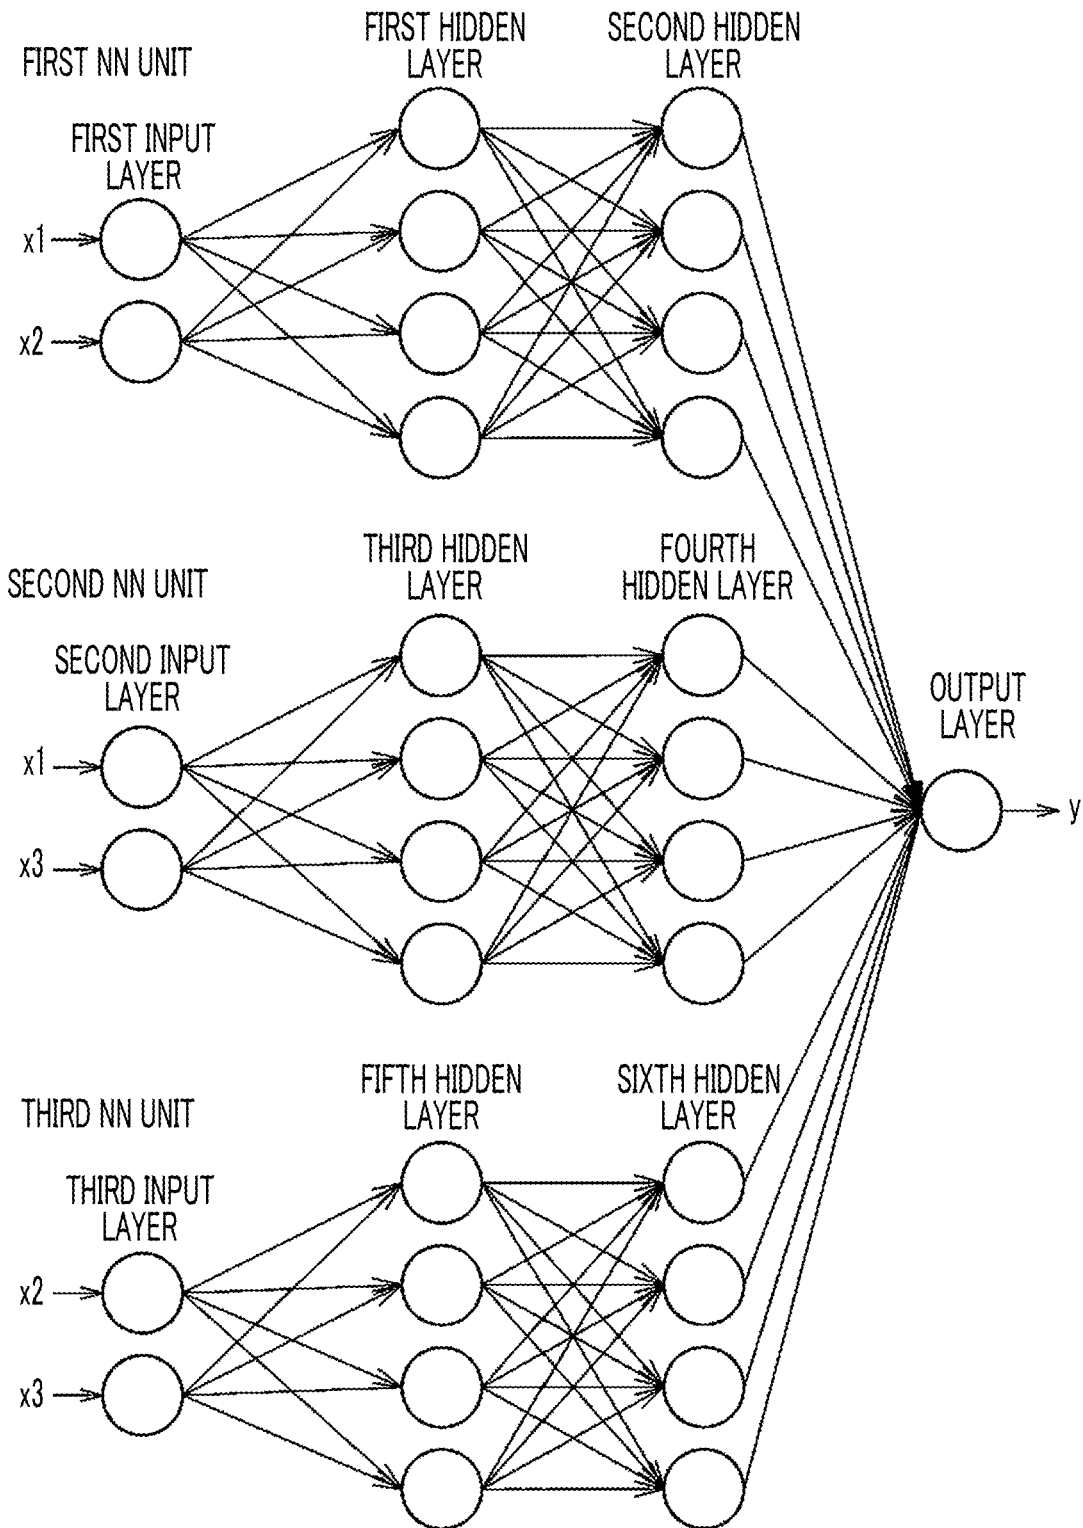 FIRST NN UNIT
FIRST INPUT
LAYER
FIRST HIDDEN
LAYER
SECOND HIDDEN
LAYER
x1
x2
SECOND NN UNIT
SECOND INPUT
LAYER
THIRD HIDDEN
LAYER
FOURTH
HIDDEN LAYER
x1
x3
OUTPUT
LAYER
y
THIRD NN UNIT
THIRD INPUT
LAYER
FIFTH HIDDEN
LAYER
SIXTH HIDDEN
LAYER
x2
x3